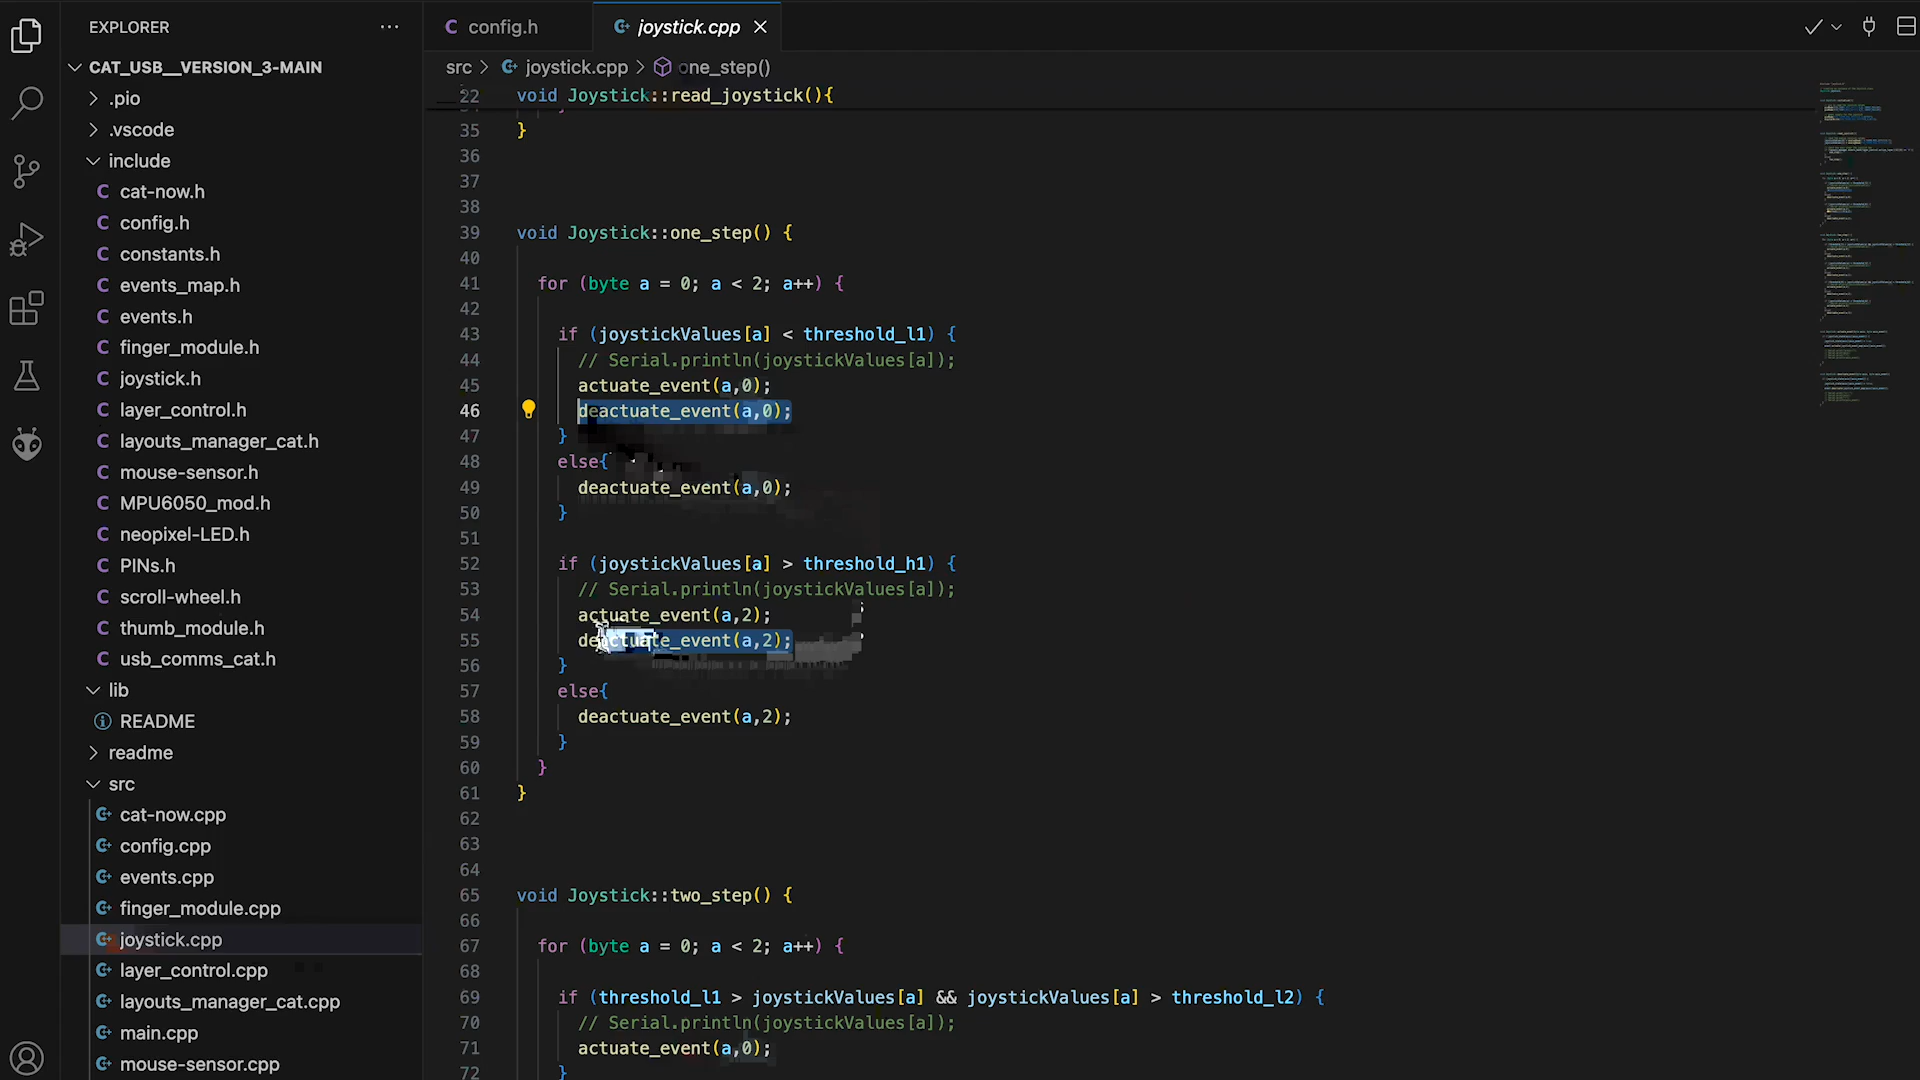 EXPLORER
CAT_USB__VERSION_3-MAIN
.pio
.vscode
include
C cat-now.h
C config.h
C constants.h
C events_map.h
C events.h
C finger_module.h
C joystick.h
C layer_control.h
C layouts_manager_cat.h
C mouse-sensor.h
C MPU6050_mod.h
C neopixel-LED.h
C PINs.h
C scroll-wheel.h
C thumb_module.h
C usb_comms_cat.h
lib
README
readme
src
cat-now.cpp
config.cpp
events.cpp
finger_module.cpp
joystick.cpp
layer_control.cpp
layouts_manager_cat.cpp
main.cpp
mouse-sensor.cpp
C config.h
joystick.cpp
src > joystick.cpp > one_step()
22 void Joystick::read_joystick(){
35 }
36
37
38
39 void Joystick::one_step() {
40
41 for (byte a = 0; a < 2; a++) {
42
43 if (joystickValues[a] < threshold_l1) {
44 // Serial.println(joystickValues[a]);
45 actuate_event(a,0);
46 deactuate_event(a,0);
47 }
48 else{
49 deactuate_event(a,0);
50 }
51
52 if (joystickValues[a] > threshold_h1) {
53 // Serial.println(joystickValues[a]);
54 actuate_event(a,2);
55 deactuate_event(a,2);
56 }
57 else{
58 deactuate_event(a,2);
59 }
60 }
61 }
62
63
64
65 void Joystick::two_step() {
66
67 for (byte a = 0; a < 2; a++) {
68
69 if (threshold_l1 > joystickValues[a] && joystickValues[a] > threshold_l2) {
70 // Serial.println(joystickValues[a]);
71 actuate_event(a,0);
72 }